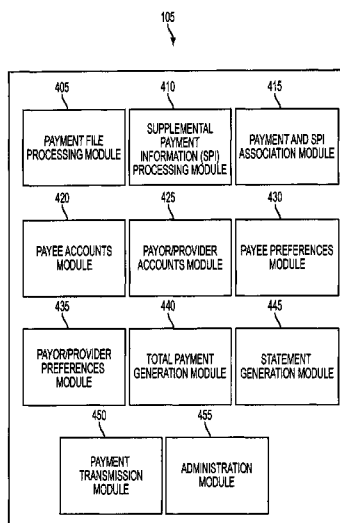 105
405
410
415
PAYMENT FILE
PROCESSING MODULE
SUPPLEMENTAL
PAYMENT
INFORMATION (SPI)
PROCESSING MODULE
PAYMENT AND SPI
ASSOCIATION MODULE
420
425
430
PAYEE ACCOUNTS
MODULE
PAYOR/PROVIDER
ACCOUNTS MODULE
PAYEE PREFERENCES
MODULE
435
440
445
PAYOR/PROVIDER
PREFERENCES
MODULE
TOTAL PAYMENT
GENERATION MODULE
STATEMENT
GENERATION MODULE
450
455
PAYMENT
TRANSMISSION
MODULE
ADMINISTRATION
MODULE